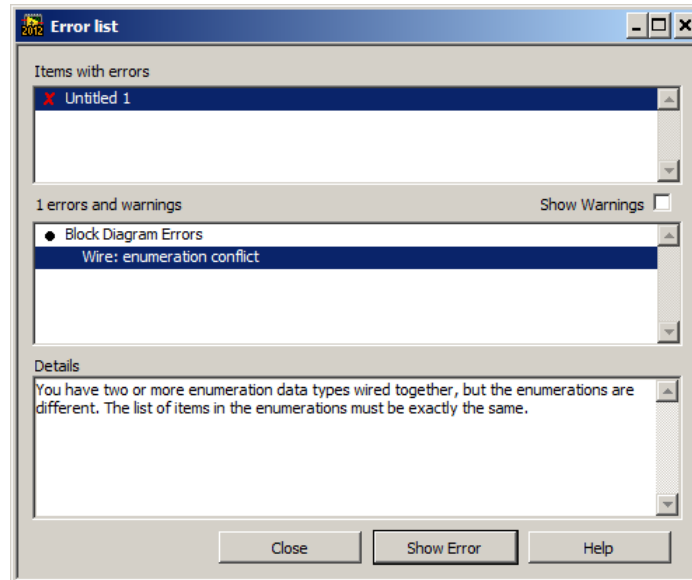 2012 Error list
Items with errors
Untitled 1
1 errors and warnings Show Warnings
Block Diagram Errors
Wire: enumeration conflict
Details
You have two or more enumeration data types wired together, but the enumerations are
different. The list of items in the enumerations must be exactly the same.
Close Show Error Help